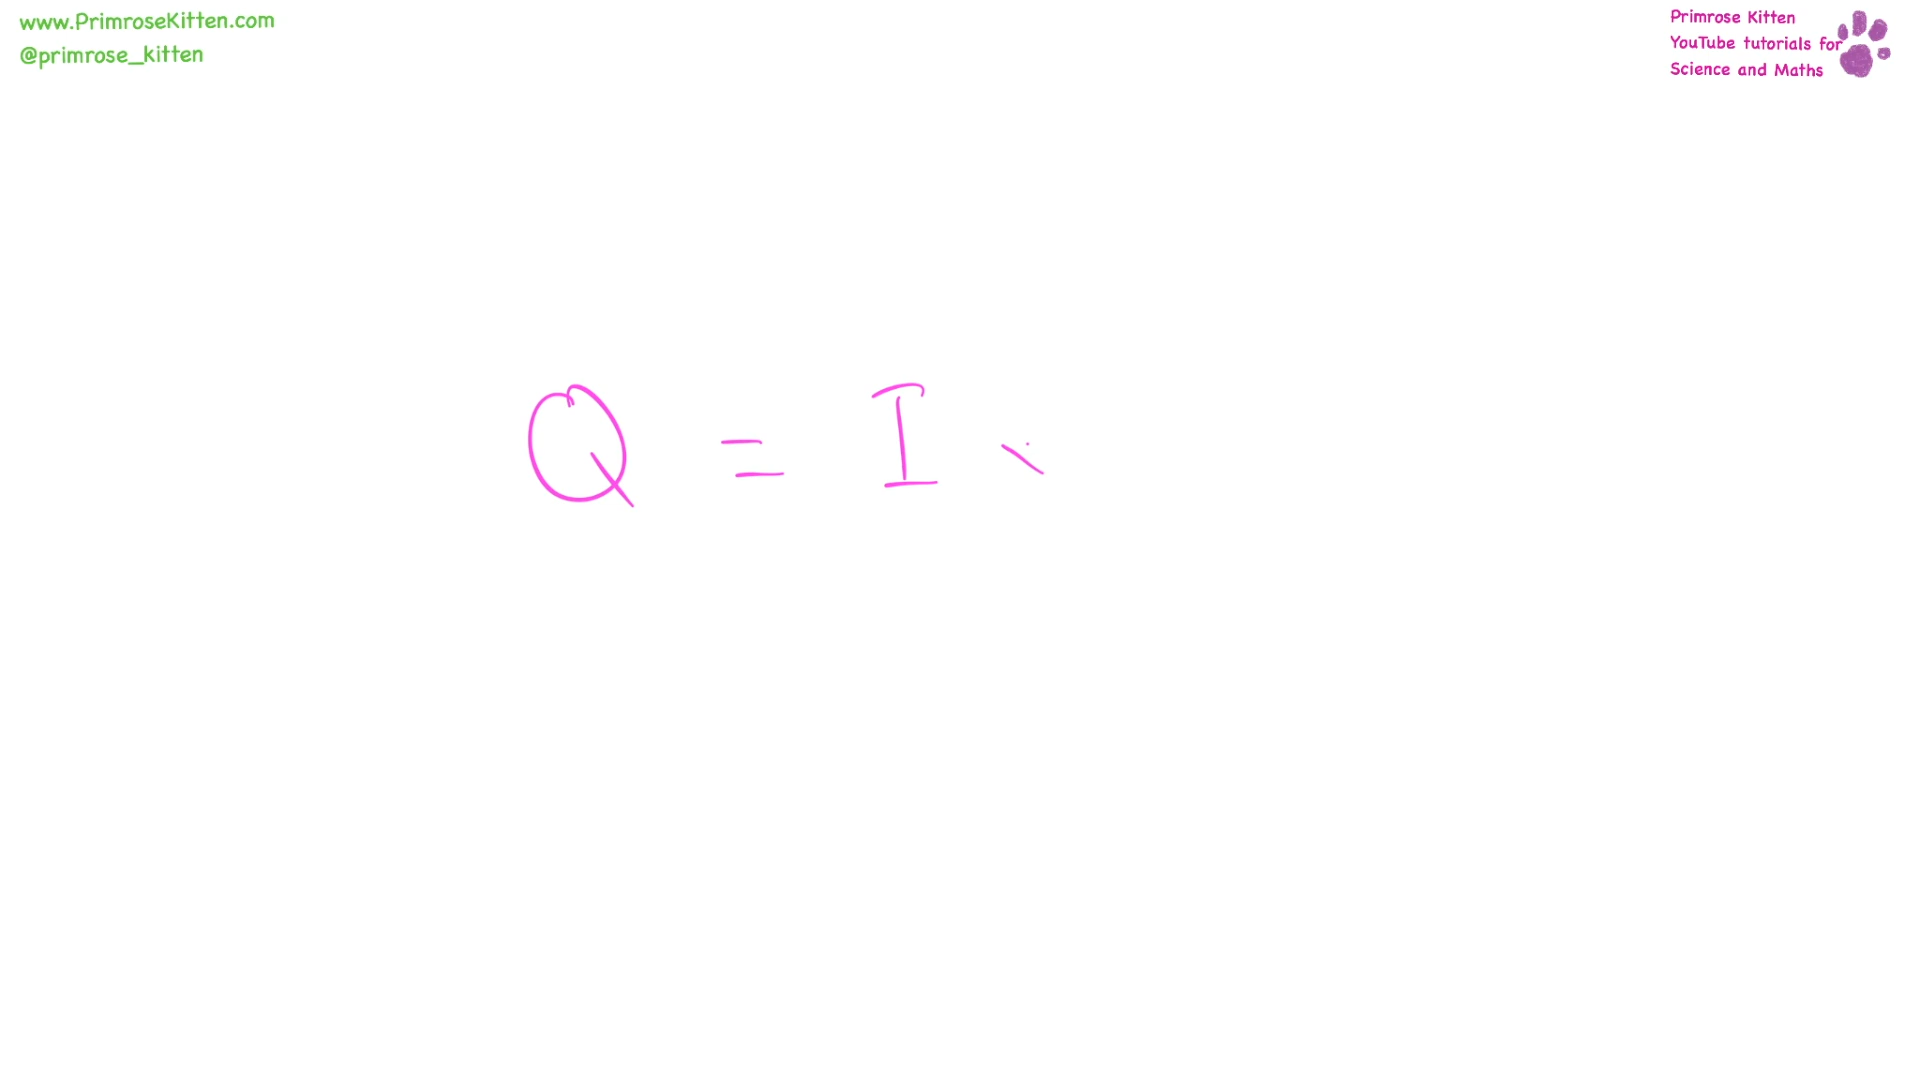 www.PrimroseKitten.com
@primrose_kitten
Primrose Kitten
YouTube tutorials for
Science and Maths
Q = I